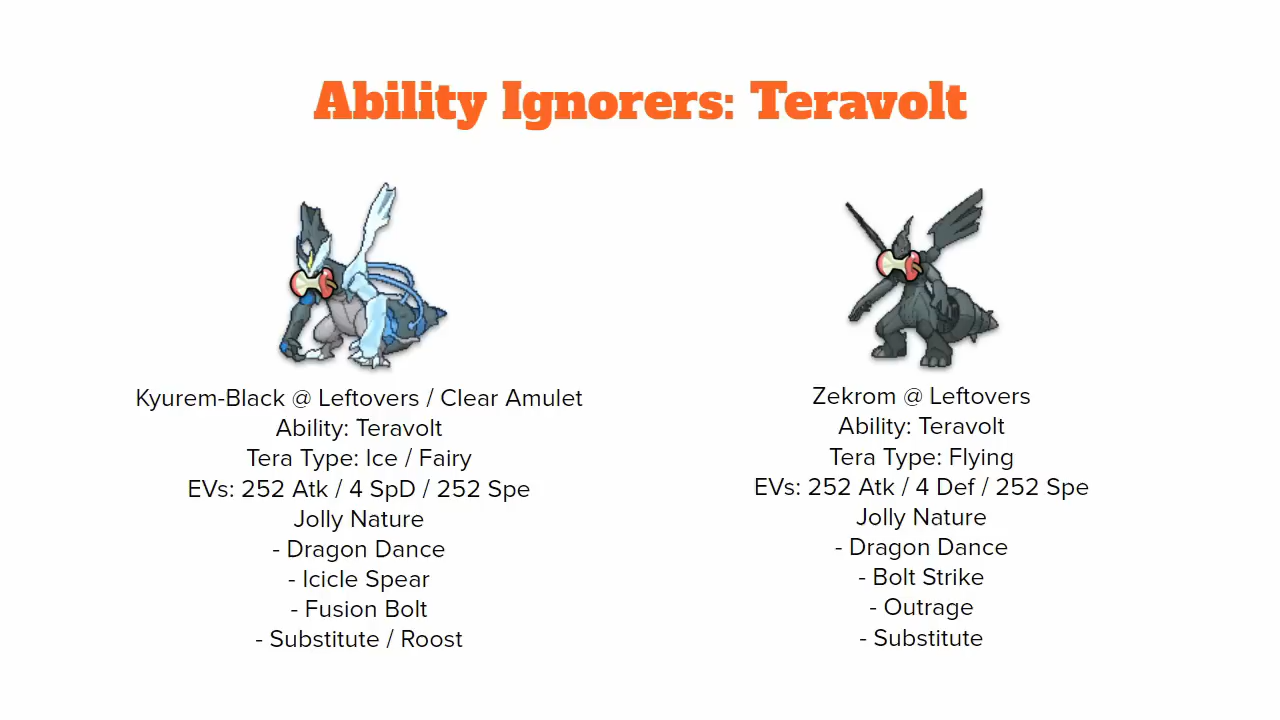 Ability Ignorers: Teravolt
Kyurem-Black @ Leftovers / Clear Amulet
Ability: Teravolt
Tera Type: Ice / Fairy
EVs: 252 Atk / 4 SpD / 252 Spe
Jolly Nature
- Dragon Dance
- Icicle Spear
- Fusion Bolt
- Substitute / Roost
Zekrom @ Leftovers
Ability: Teravolt
Tera Type: Flying
EVs: 252 Atk / 4 Def / 252 Spe
Jolly Nature
- Dragon Dance
- Bolt Strike
- Outrage
- Substitute